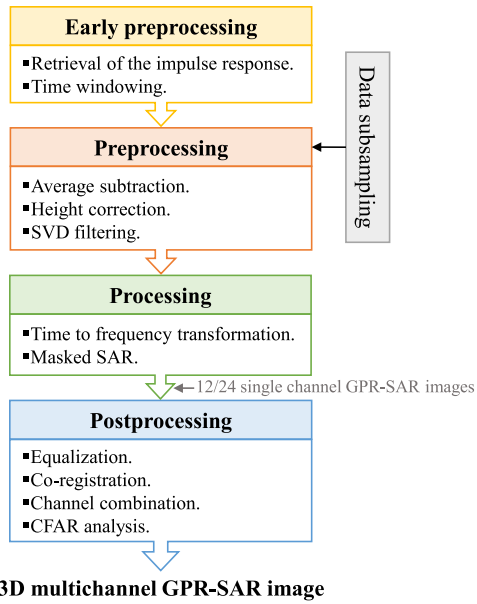 Early preprocessing
▪Retrieval of the impulse response.
▪Time windowing.
Data subsampling
Preprocessing
▪Average subtraction.
▪Height correction.
▪SVD filtering.
Processing
▪Time to frequency transformation.
▪Masked SAR.
12/24 single channel GPR-SAR images
Postprocessing
▪Equalization.
▪Co-registration.
▪Channel combination.
▪CFAR analysis.
3D multichannel GPR-SAR image